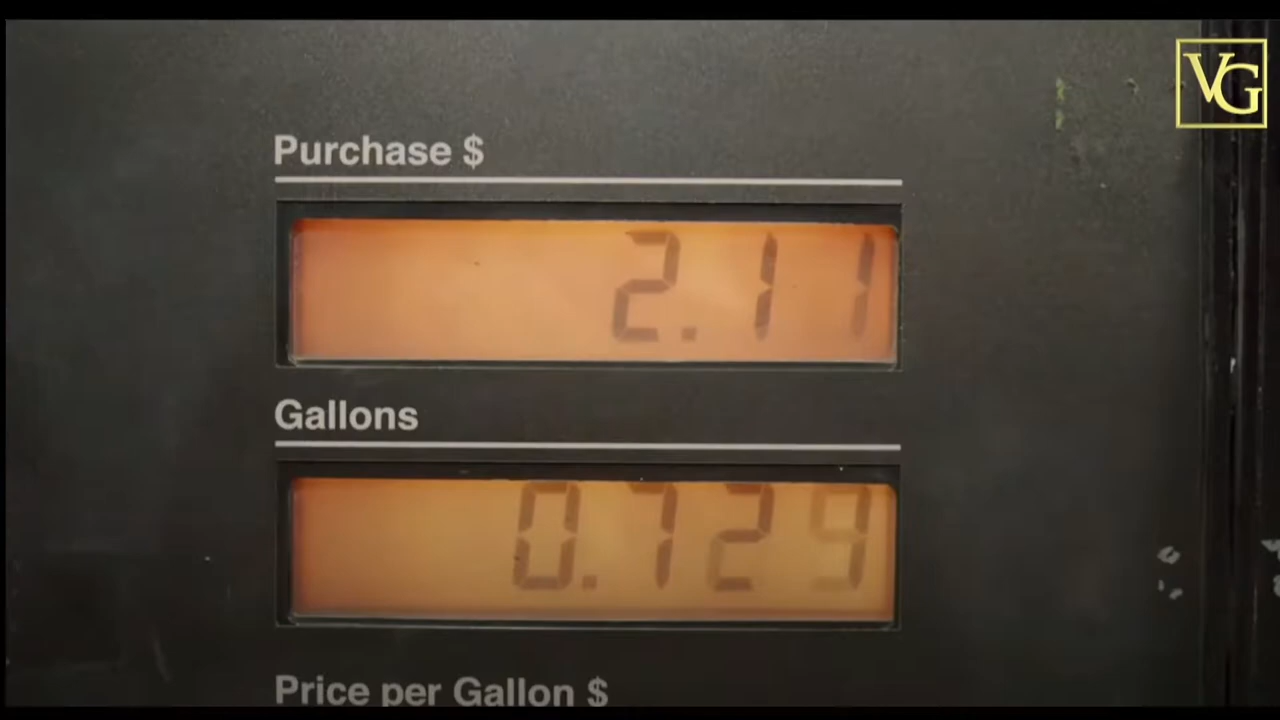 VG
Purchase $
2.11
Gallons
0.729
Price per Gallon $